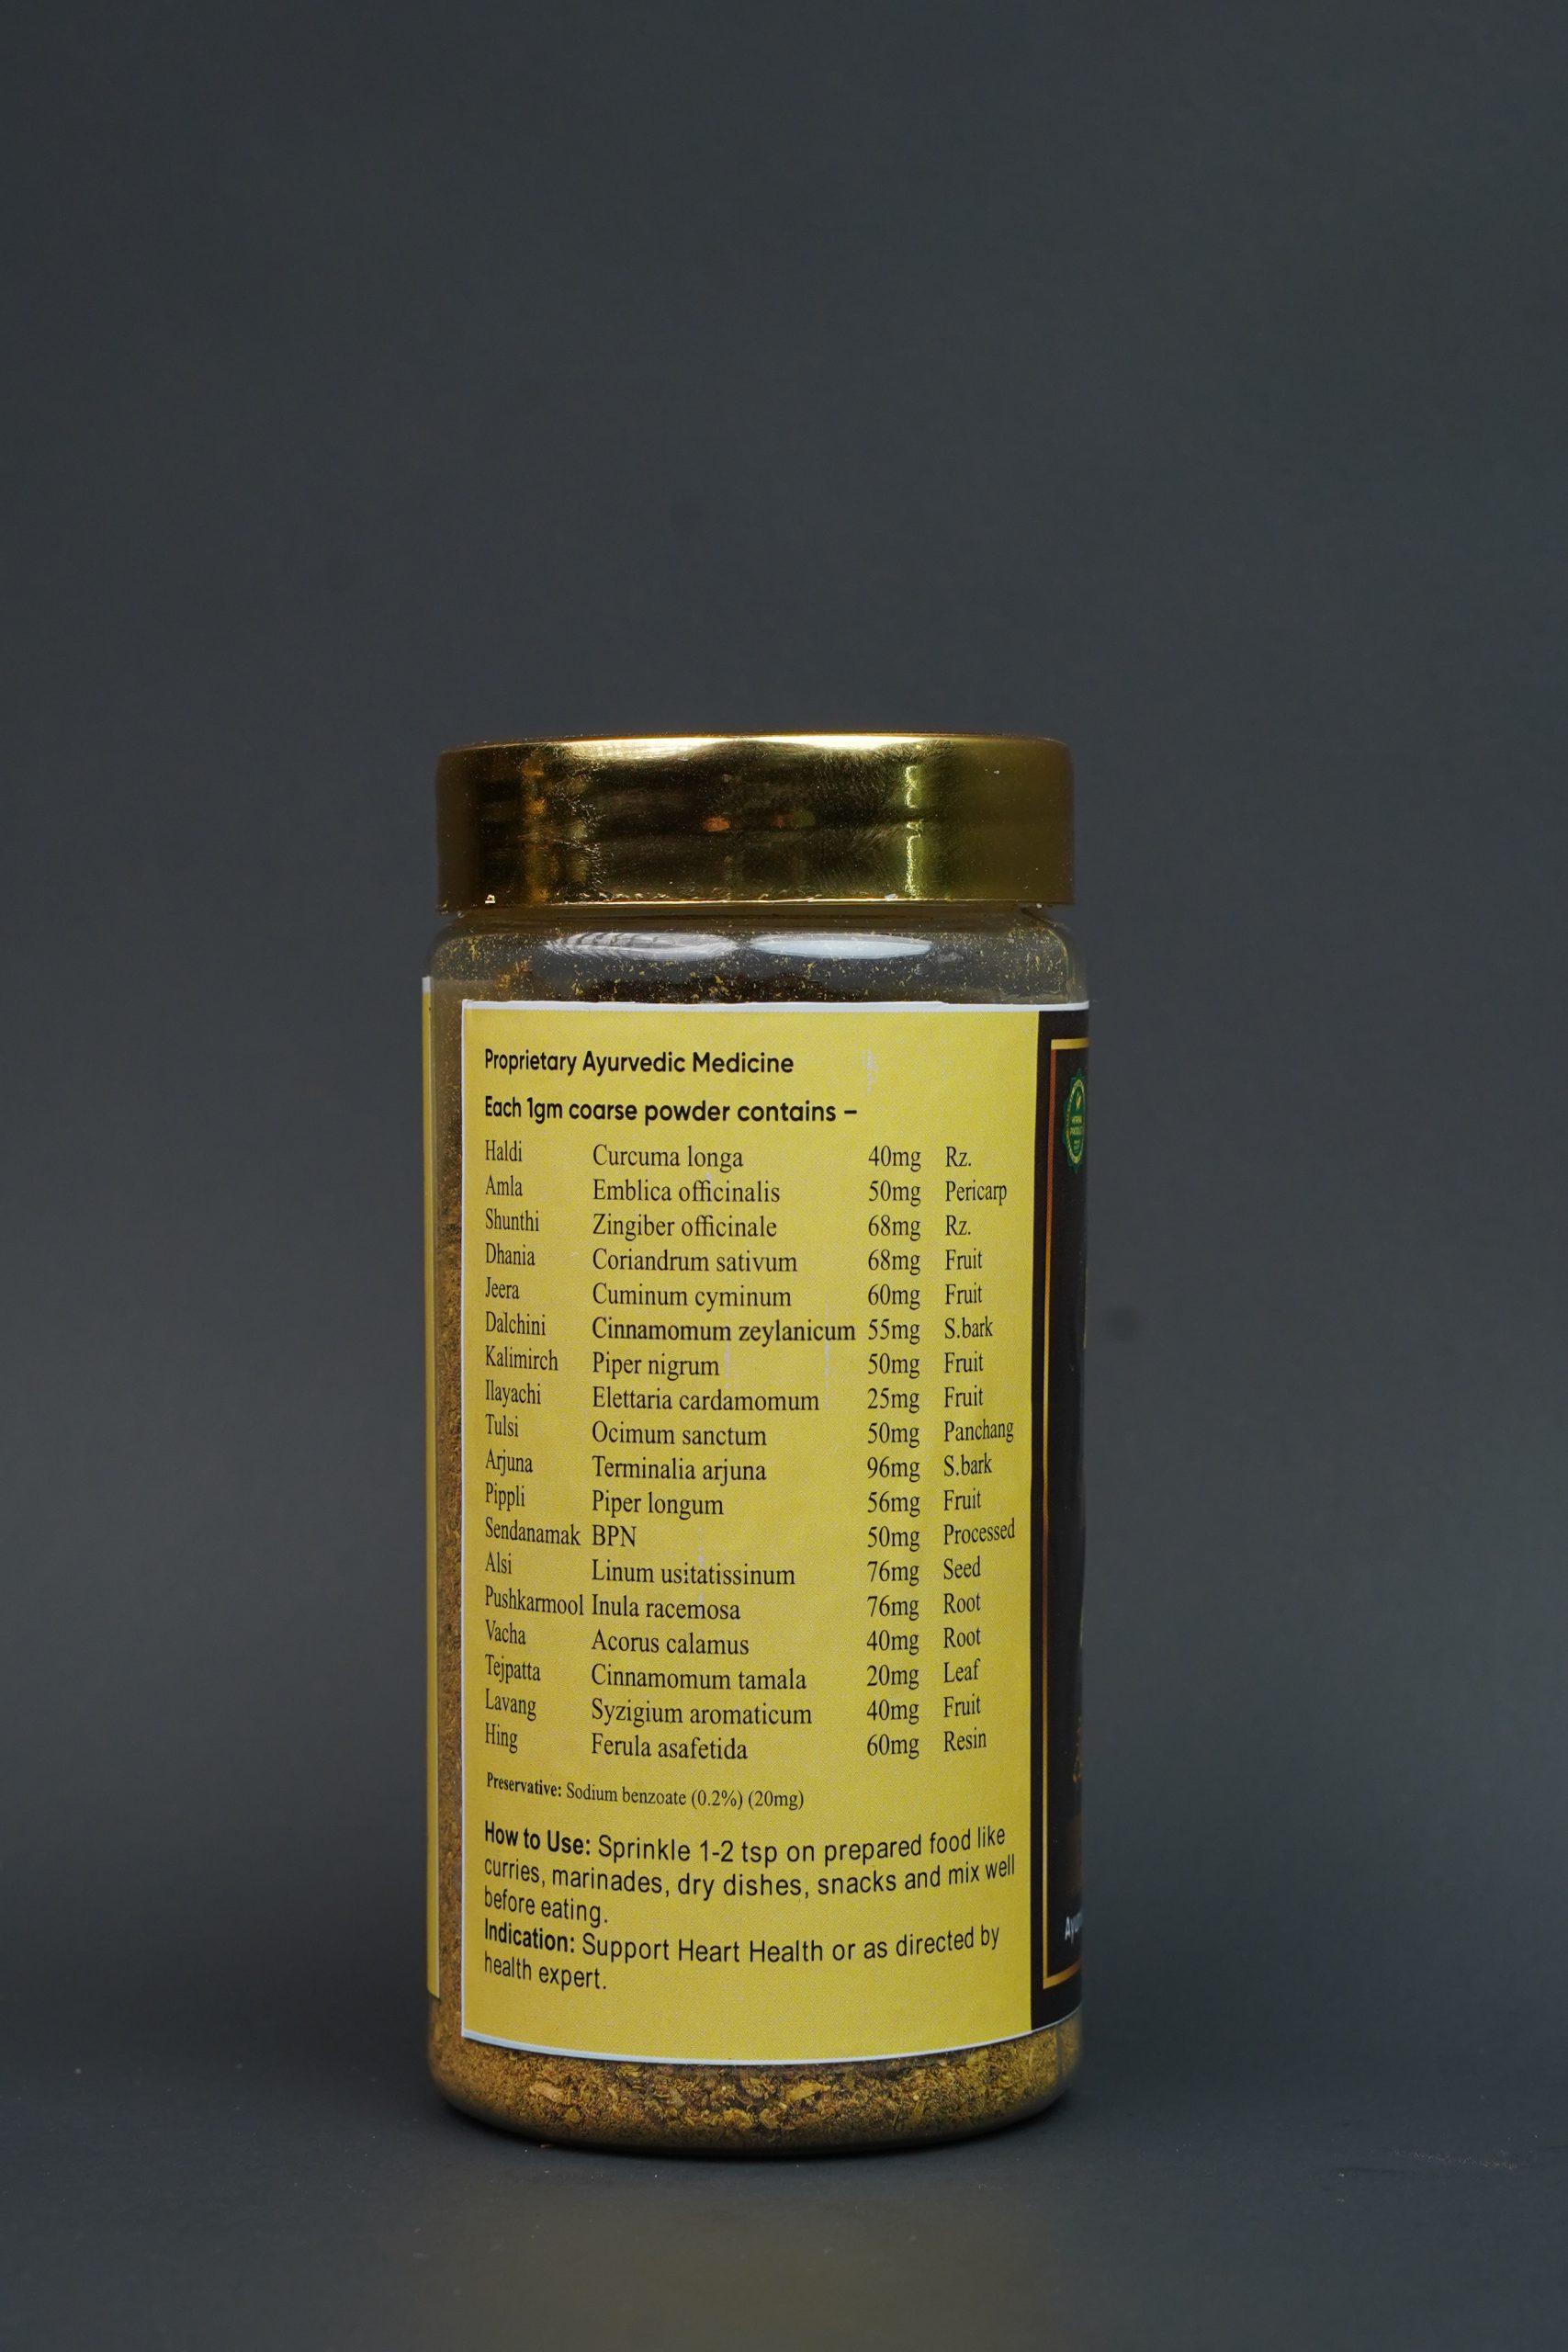 Proprietary Ayurvedic Medicine
Each 1gm coarse powder contains –
Haldi Curcuma longa 40mg Rz.
Amla Emblica officinalis 50mg Pericarp
Shunthi Zingiber officinale 68mg Rz.
Dhania Coriandrum sativum 68mg Fruit
Jeera Cuminum cyminum 60mg Fruit
Dalchini Cinnamomum zeylanicum 55mg S.bark
Kalimirch Piper nigrum 50mg Fruit
Ilayachi Elettaria cardamomum 25mg Fruit
Tulsi Ocimum sanctum 50mg Panchang
Arjuna Terminalia arjuna 96mg S.bark
Pippli Piper longum 56mg Fruit
Sendanamak BPN 50mg Processed
Alsi Linum usitatissinum 76mg Seed
Pushkarmool Inula racemosa 76mg Root
Vacha Acorus calamus 40mg Root
Tejpatta Cinnamomum tamala 20mg Leaf
Lavang Syzigium aromaticum 40mg Fruit
Hing Ferula asafetida 60mg Resin
Preservative: Sodium benzoate (0.2%) (20mg)
How to Use: Sprinkle 1-2 tsp on prepared food like
curries, marinades, dry dishes, snacks and mix well
before eating.
Indication: Support Heart Health or as directed by
health expert.